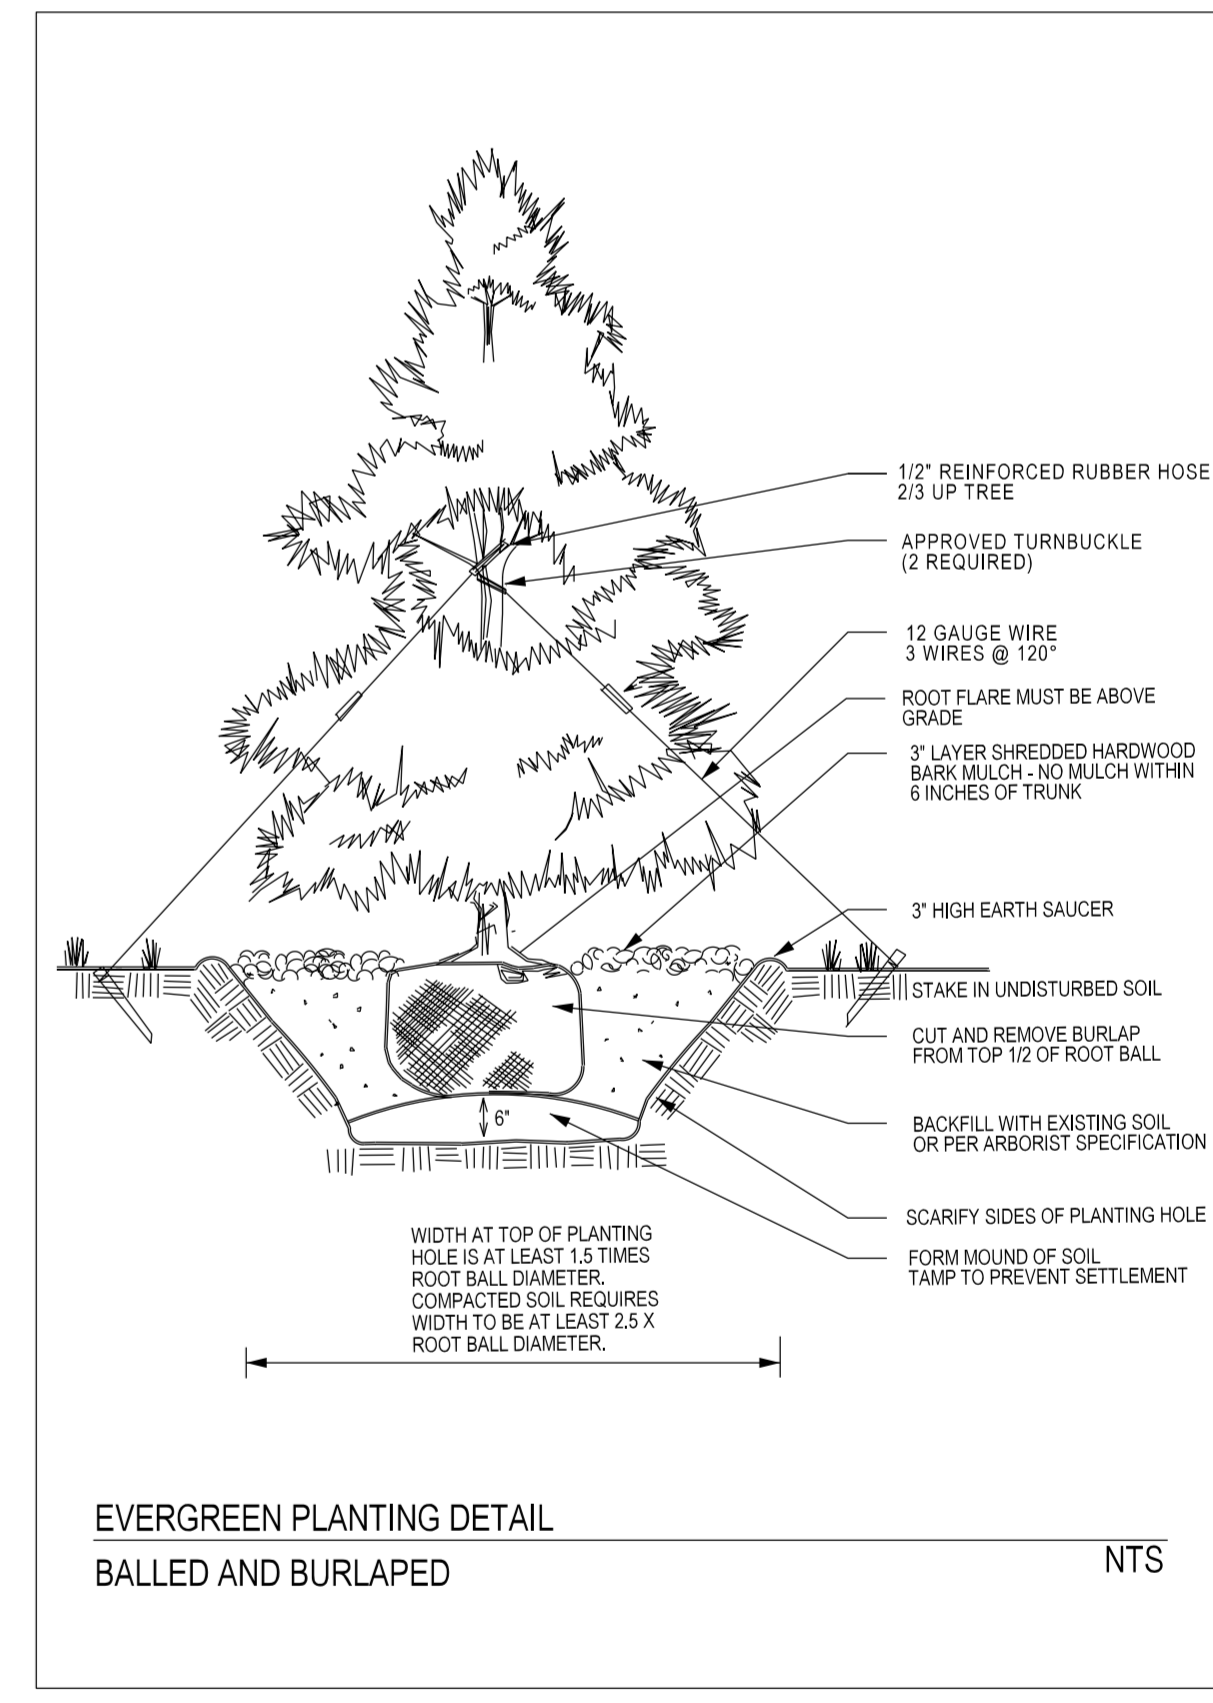 1/2" REINFORCED RUBBER HOSE
2/3 UP TREE
APPROVED TURNBUCKLE
(2 REQUIRED)
12 GAUGE WIRE
3 WIRES @ 120°
ROOT FLARE MUST BE ABOVE
GRADE
3" LAYER SHREDDED HARDWOOD
BARK MULCH - NO MULCH WITHIN
6 INCHES OF TRUNK
3" HIGH EARTH SAUCER
STAKE IN UNDISTURBED SOIL
CUT AND REMOVE BURLAP
FROM TOP 1/2 OF ROOT BALL
6"
BACKFILL WITH EXISTING SOIL
OR PER ARBORIST SPECIFICATION
SCARIFY SIDES OF PLANTING HOLE
FORM MOUND OF SOIL
TAMP TO PREVENT SETTLEMENT
WIDTH AT TOP OF PLANTING
HOLE IS AT LEAST 1.5 TIMES
ROOT BALL DIAMETER.
COMPACTED SOIL REQUIRES
WIDTH TO BE AT LEAST 2.5 X
ROOT BALL DIAMETER.
EVERGREEN PLANTING DETAIL
BALLED AND BURLAPED
NTS